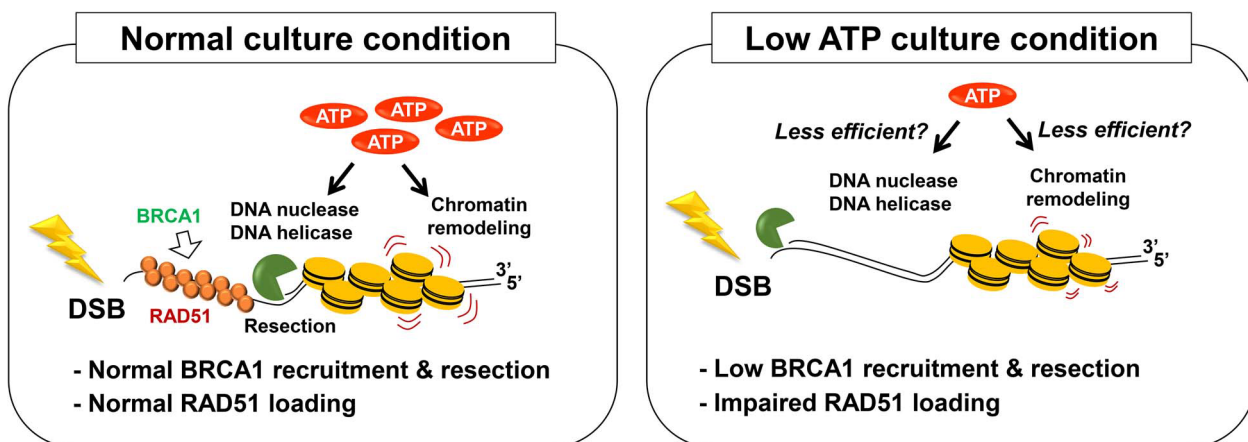 Normal culture condition
ATP
ATP
ATP
ATP
BRCA1
DNA nuclease
DNA helicase
Chromatin
remodeling
3’
5’
DSB
RAD51
Resection
- Normal BRCA1 recruitment & resection
- Normal RAD51 loading
Low ATP culture condition
ATP
Less efficient?
Less efficient?
DNA nuclease
DNA helicase
Chromatin
remodeling
3’
5’
DSB
- Low BRCA1 recruitment & resection
- Impaired RAD51 loading